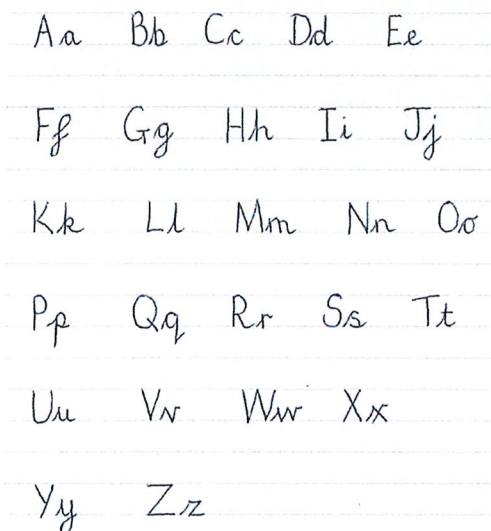 Aa Bb Cc Dd Ee
Ff Gg Hh Ii Jj
Kk Ll Mm Nn Oo
Pp Qq Rr Ss Tt
Uu Vv Ww Xx
Yy Zz